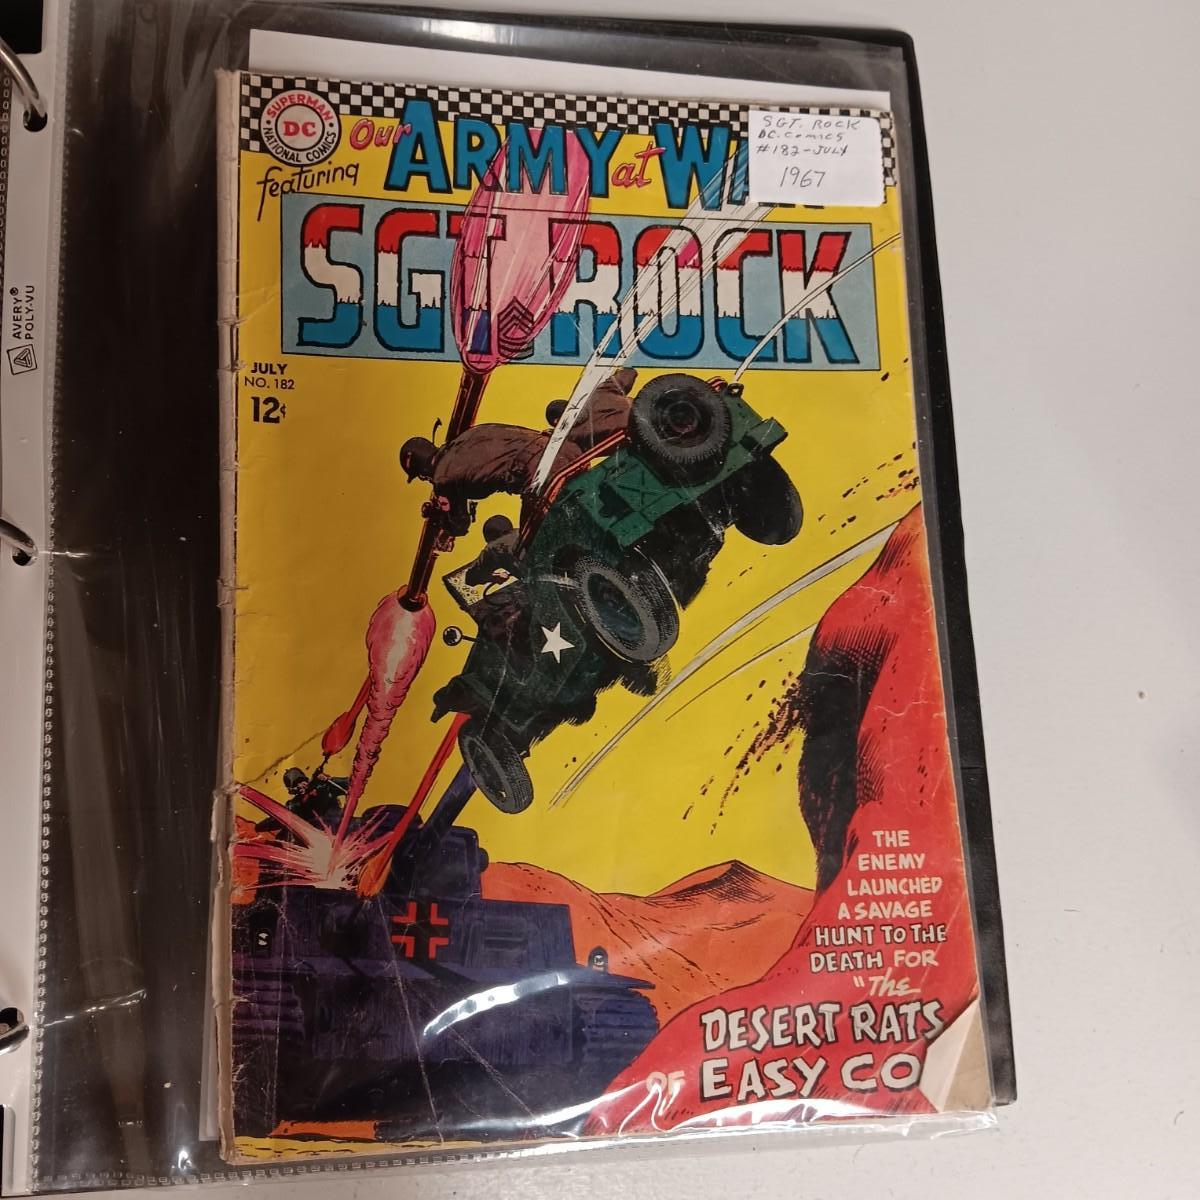 SUPERMAN
DC
NATIONAL COMICS
Our ARMY at WA
featuring
SGT. ROCK
SGT. ROCK
DC. COMICS
#182-JULY
1967
JULY
NO. 182
12¢
AVERY®
POLY-VU
THE
ENEMY
LAUNCHED
A SAVAGE
HUNT TO THE
DEATH FOR
"The
DESERT RATS
OF EASY CO